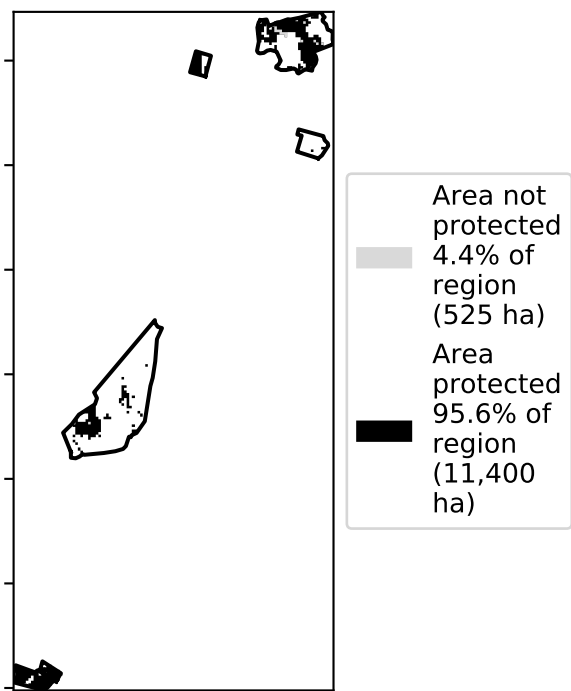 Area not
protected
4.4% of
region
(525 ha)
Area
protected
95.6% of
region
(11,400
ha)